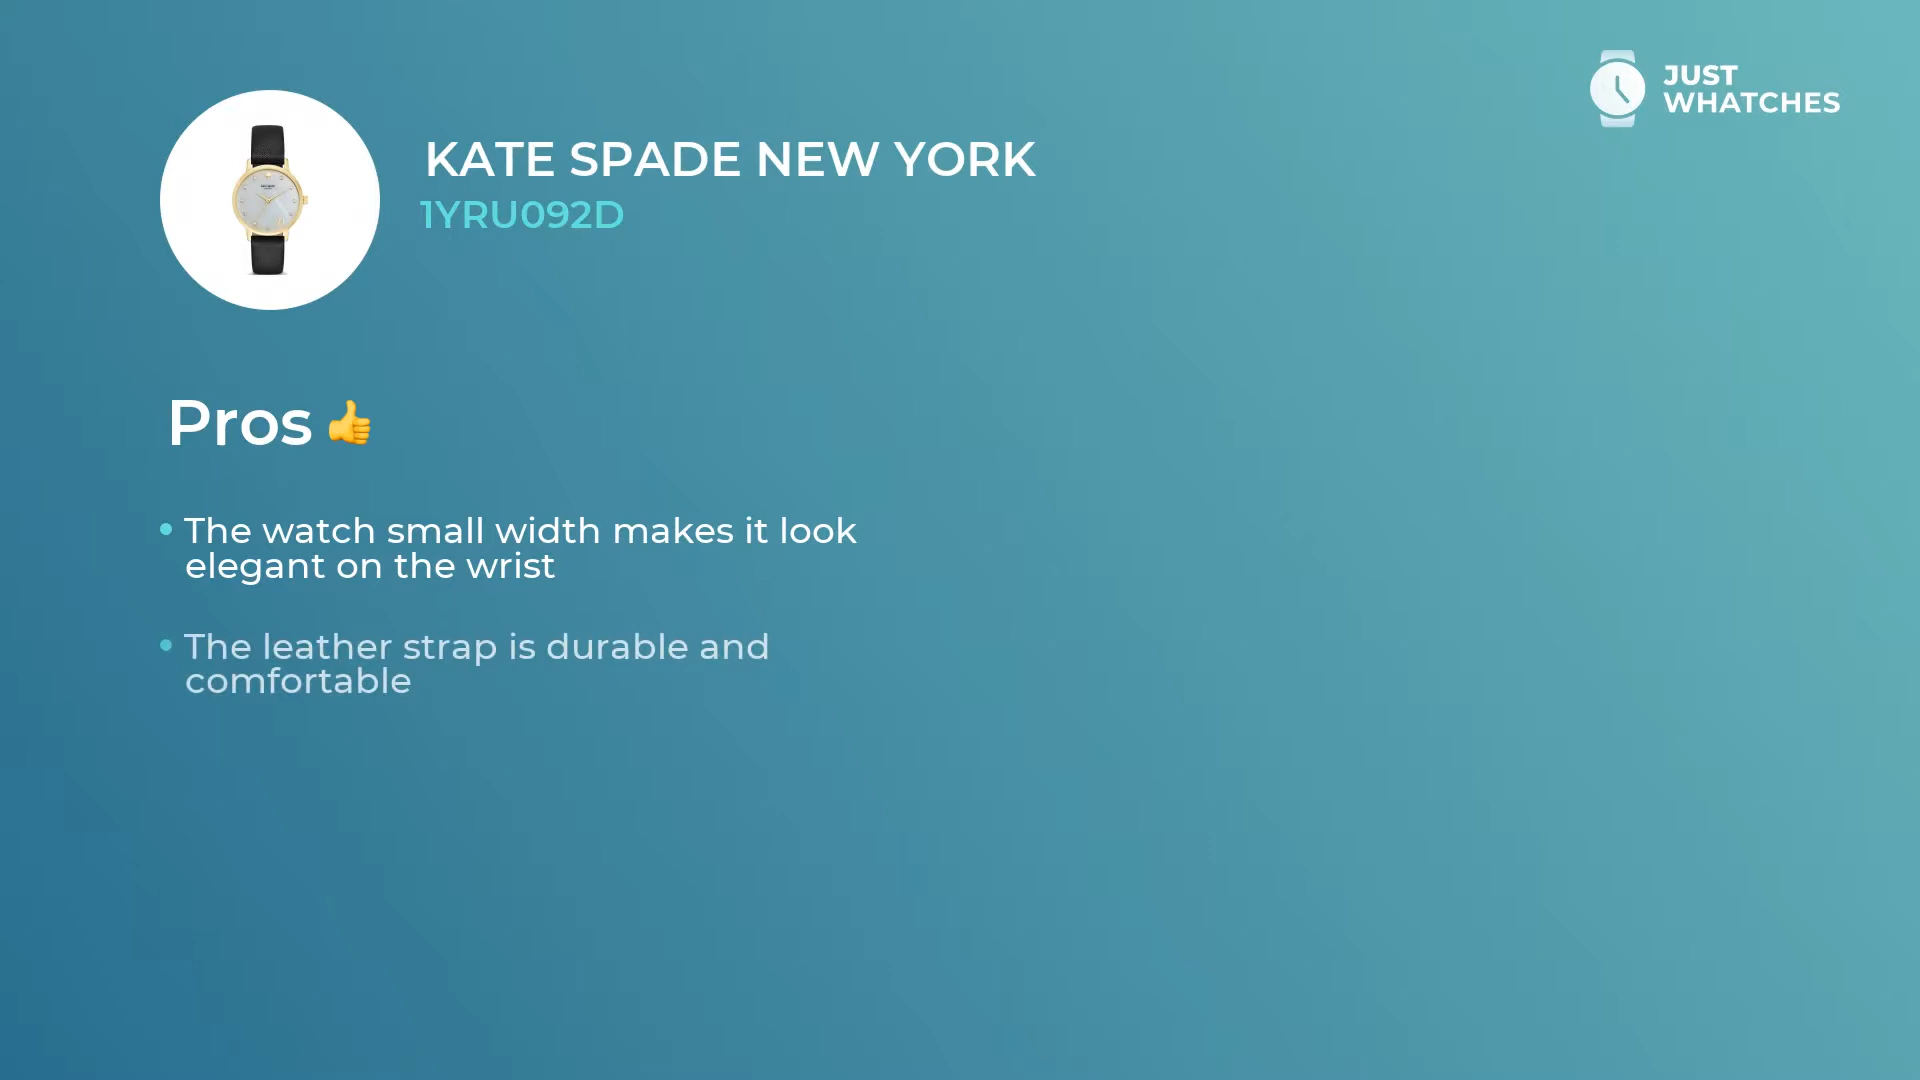 JUST
WHATCHES
KATE SPADE NEW YORK
1YRU092D
Pros 👍
• The watch small width makes it look
elegant on the wrist
• The leather strap is durable and
comfortable